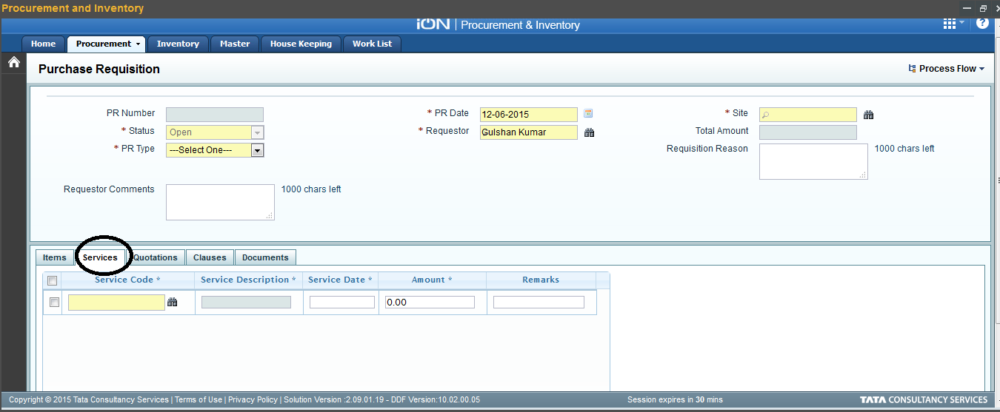 Procurement and Inventory
iON | Procurement & Inventory
Home Procurement Inventory Master House Keeping Work List
Purchase Requisition Process Flow
PR Number * PR Date 12-06-2015 * Site
* Status Open * Requestor Gulshan Kumar Total Amount
* PR Type ---Select One--- Requisition Reason 1000 chars left
Requestor Comments 1000 chars left
Items Services Quotations Clauses Documents
Service Code * Service Description * Service Date * Amount * Remarks
0.00
Copyright © 2015 Tata Consultancy Services | Terms of Use | Privacy Policy | Solution Version :2.09.01.19 - DDF Version:10.02.00.05 Session expires in 30 mins TATA CONSULTANCY SERVICES